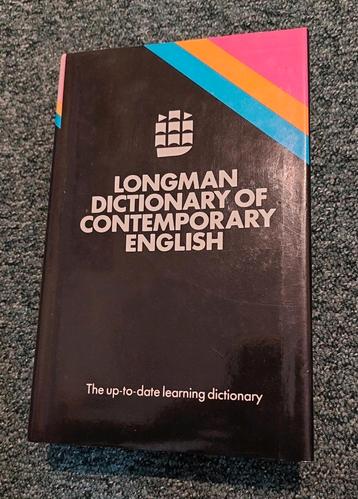 LONGMAN
DICTIONARY OF
CONTEMPORARY
ENGLISH
The up-to-date learning dictionary